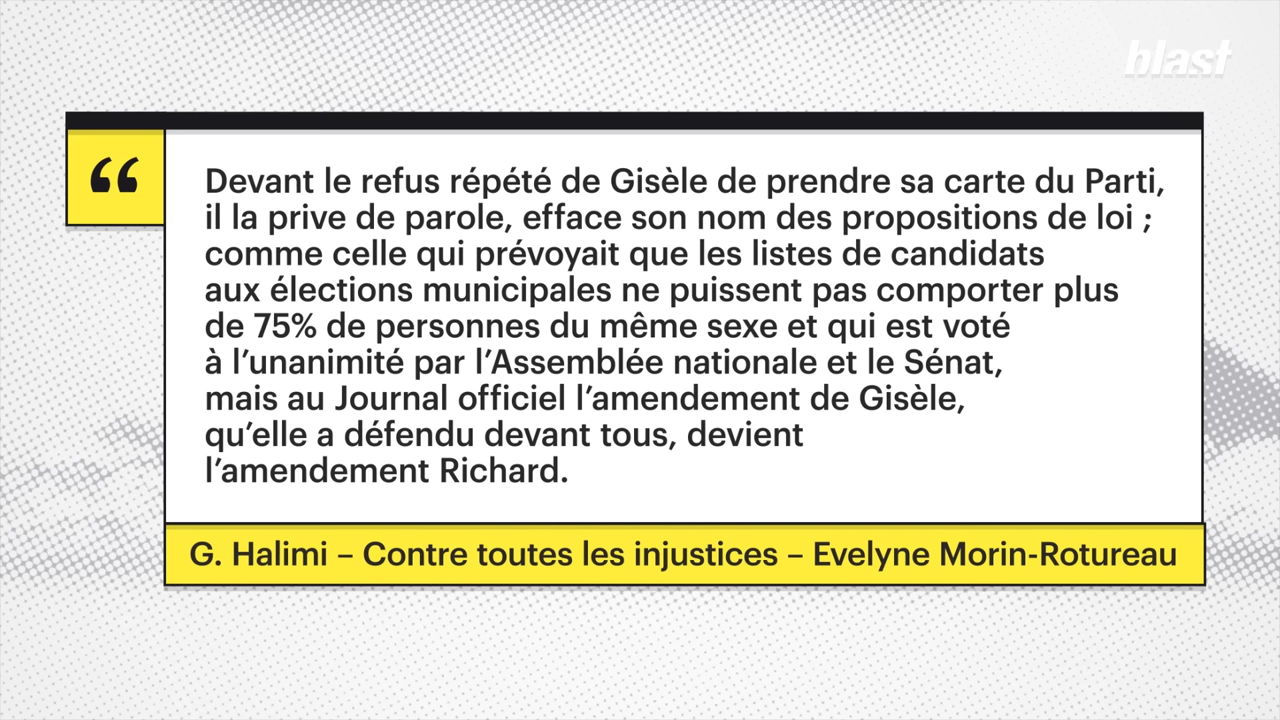 blast
“
Devant le refus répété de Gisèle de prendre sa carte du Parti,
il la prive de parole, efface son nom des propositions de loi ;
comme celle qui prévoyait que les listes de candidats
aux élections municipales ne puissent pas comporter plus
de 75% de personnes du même sexe et qui est voté
à l’unanimité par l’Assemblée nationale et le Sénat,
mais au Journal officiel l’amendement de Gisèle,
qu’elle a défendu devant tous, devient
l’amendement Richard.
G. Halimi – Contre toutes les injustices – Evelyne Morin-Rotureau